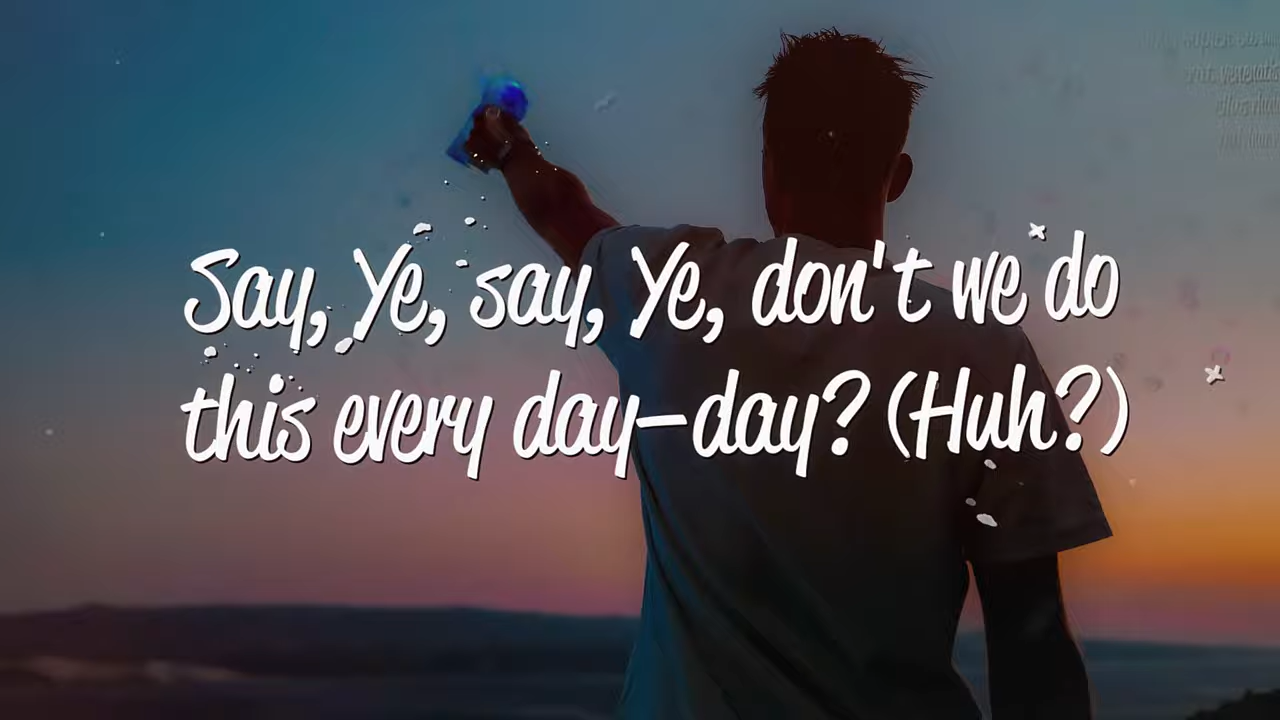 Say, Ye, say, Ye, don't we do
this every day-day? (Huh?)